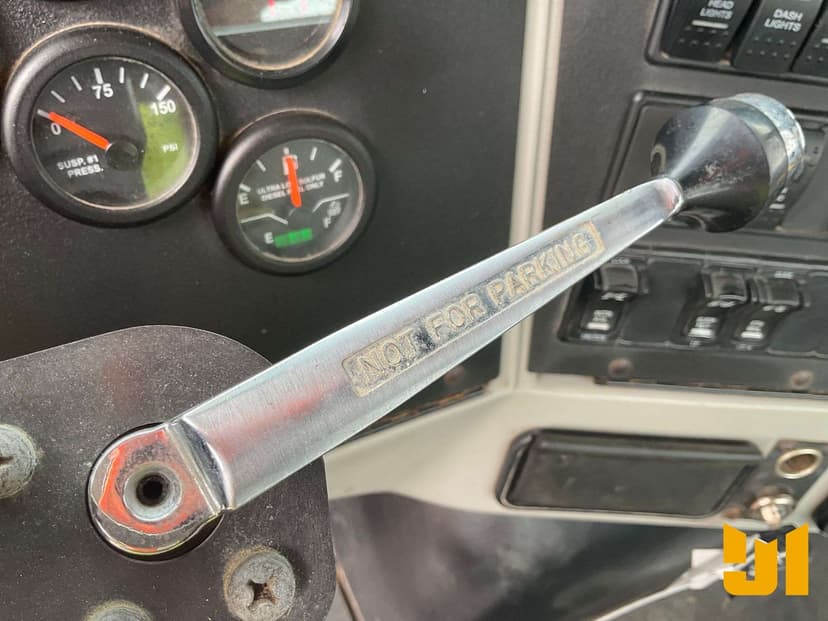 HEAD
LIGHTS
DASH
LIGHTS
0
75
150
SUSP. #1
PRESS.
PSI
E
F
ULTRA LOW SULFUR
DIESEL FUEL ONLY
E
F
NOT FOR PARKING